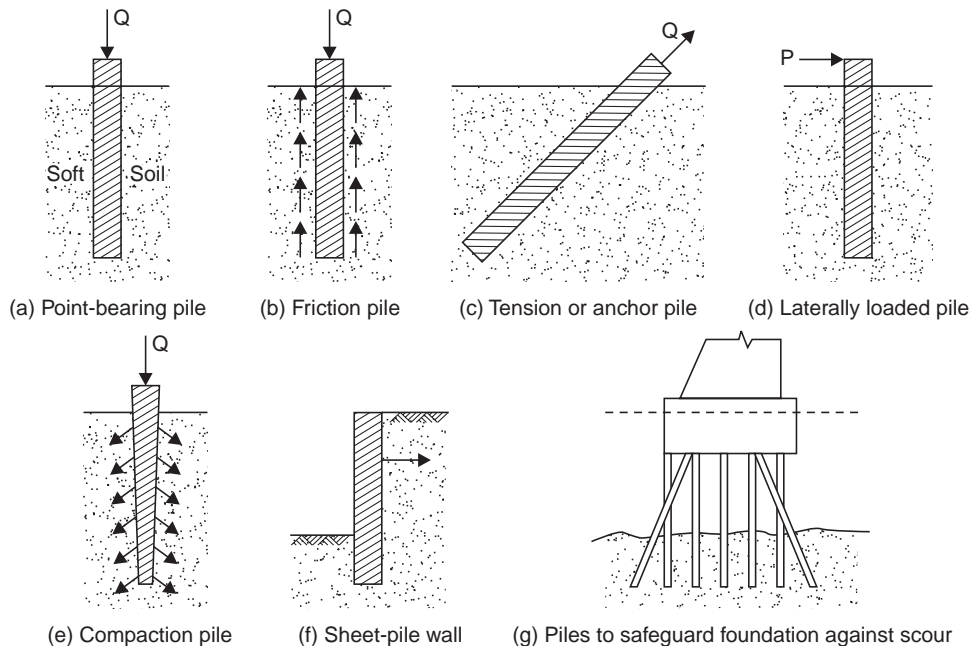 Q
Q
Q
P
Soft Soil
(a) Point-bearing pile
(b) Friction pile
(c) Tension or anchor pile
(d) Laterally loaded pile
Q
(e) Compaction pile
(f) Sheet-pile wall
(g) Piles to safeguard foundation against scour